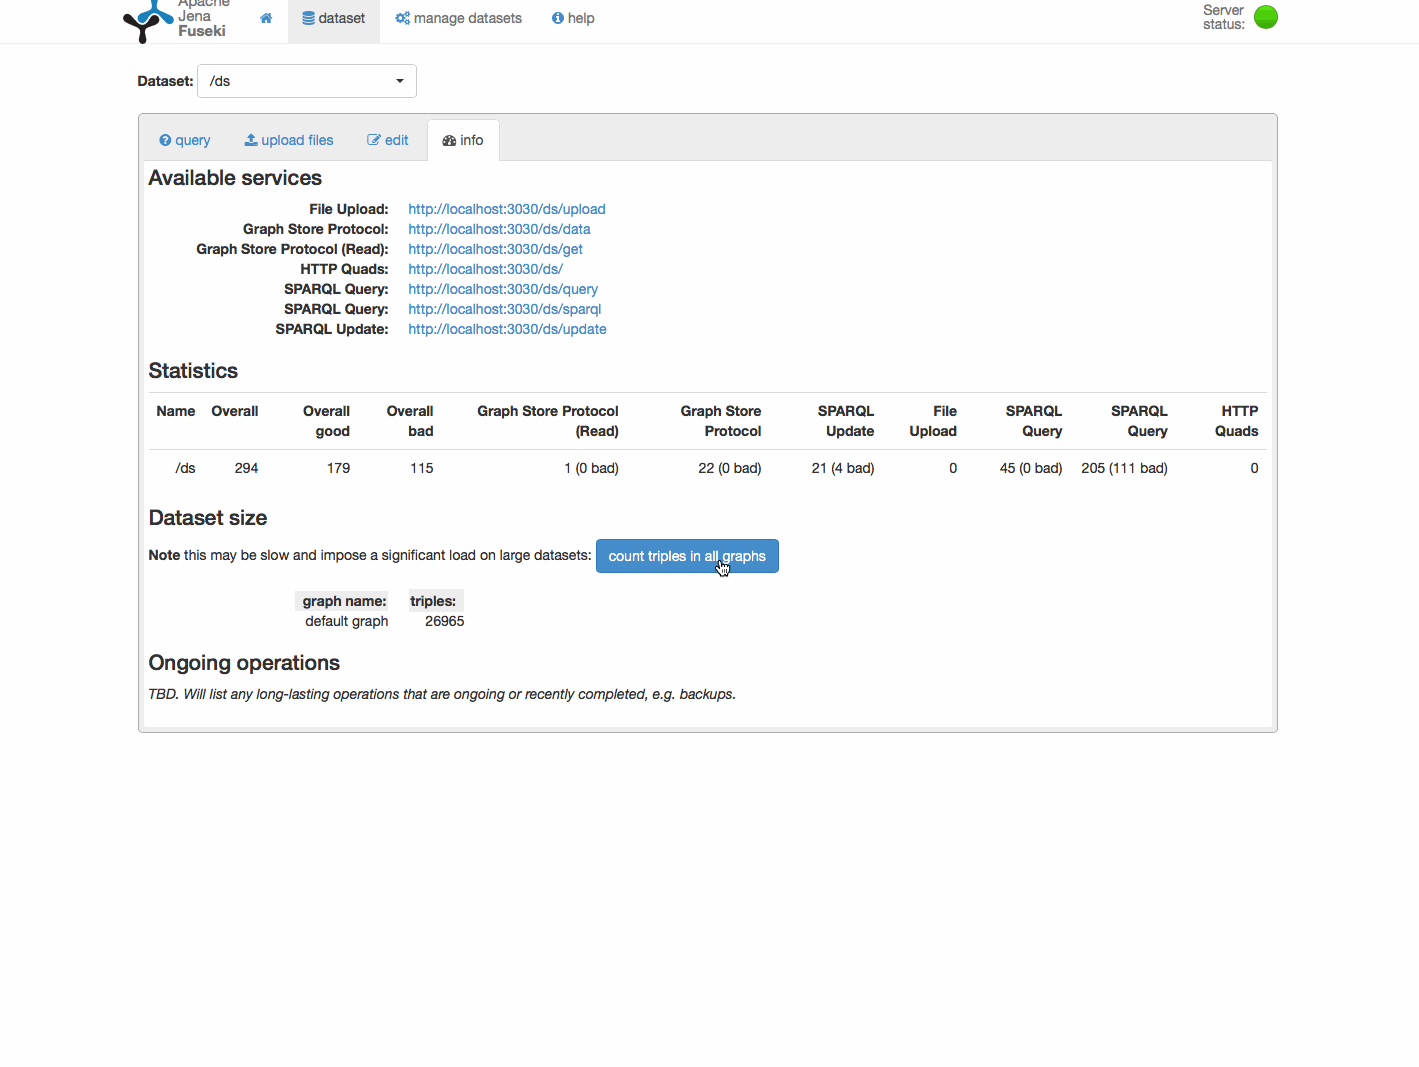 Apache
Jena
Fuseki
dataset
manage datasets
help
Server
status:
Dataset: /ds
query upload files edit info
Available services
File Upload: http://localhost:3030/ds/upload
Graph Store Protocol: http://localhost:3030/ds/data
Graph Store Protocol (Read): http://localhost:3030/ds/get
HTTP Quads: http://localhost:3030/ds/
SPARQL Query: http://localhost:3030/ds/query
SPARQL Query: http://localhost:3030/ds/sparql
SPARQL Update: http://localhost:3030/ds/update
Statistics
Name Overall Overall Overall Graph Store Protocol Graph Store SPARQL File SPARQL SPARQL HTTP
good bad (Read) Protocol Update Upload Query Query Quads
/ds 294 179 115 1 (0 bad) 22 (0 bad) 21 (4 bad) 0 45 (0 bad) 205 (111 bad) 0
Dataset size
Note this may be slow and impose a significant load on large datasets: count triples in all graphs
graph name: triples:
default graph 26965
Ongoing operations
TBD. Will list any long-lasting operations that are ongoing or recently completed, e.g. backups.